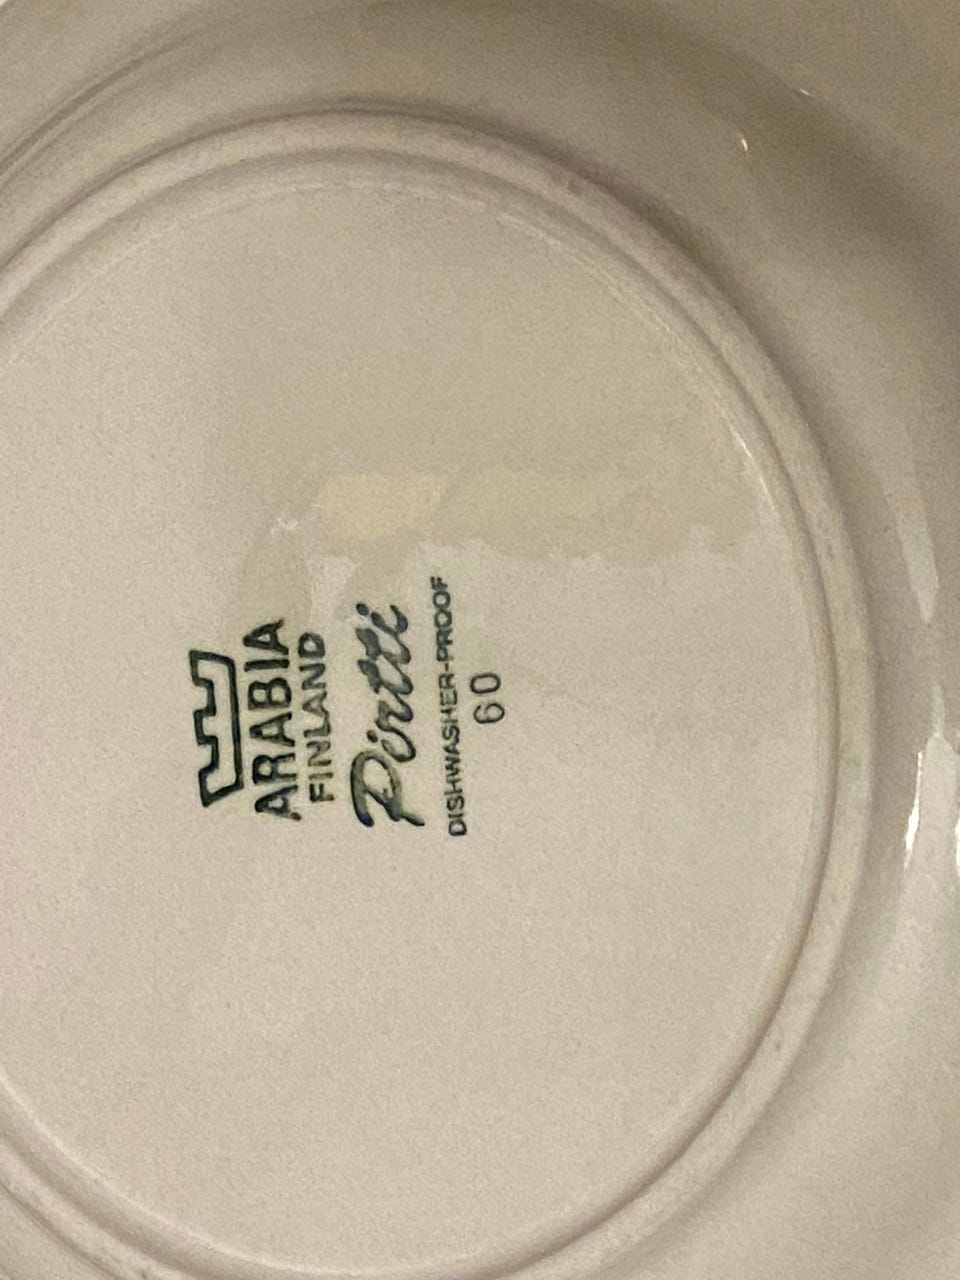 ARABIA
FINLAND
Pirtti
DISHWASHER-PROOF
60